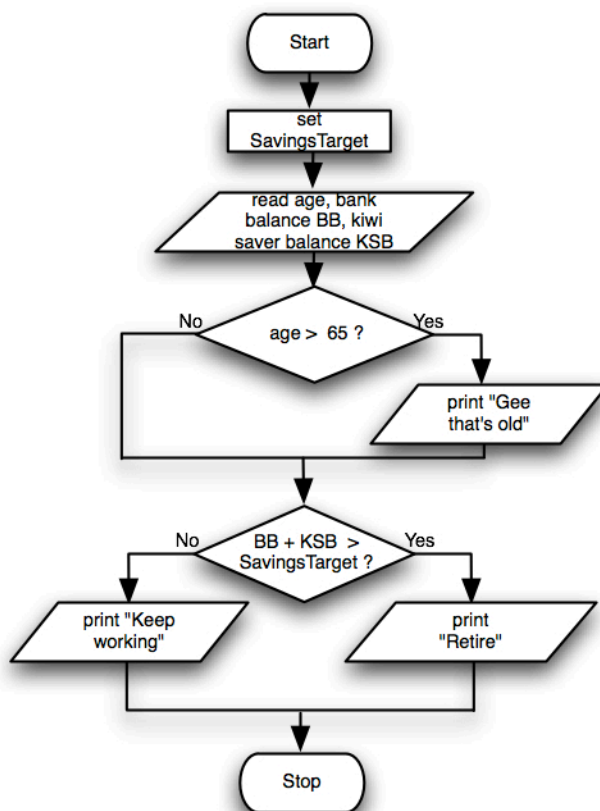 Start
set
SavingsTarget
read age, bank
balance BB, kiwi
saver balance KSB
No
age > 65 ?
Yes
print "Gee
that's old"
No
BB + KSB >
SavingsTarget ?
Yes
print "Keep
working"
print
"Retire"
Stop